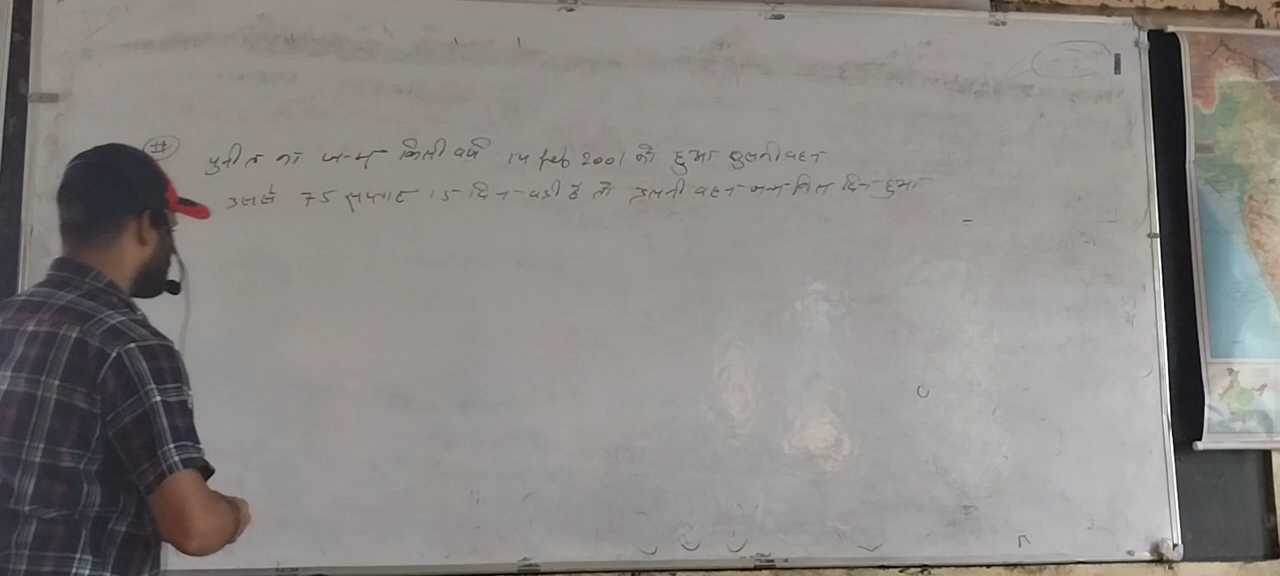 # पुनीत का जन्म किसी वर्ष 14 feb 2001 को हुआ उसकी बहन
उससे 75 सप्ताह 15 दिन बड़ी है तो उसकी बहन जन्म किस दिन हुआ